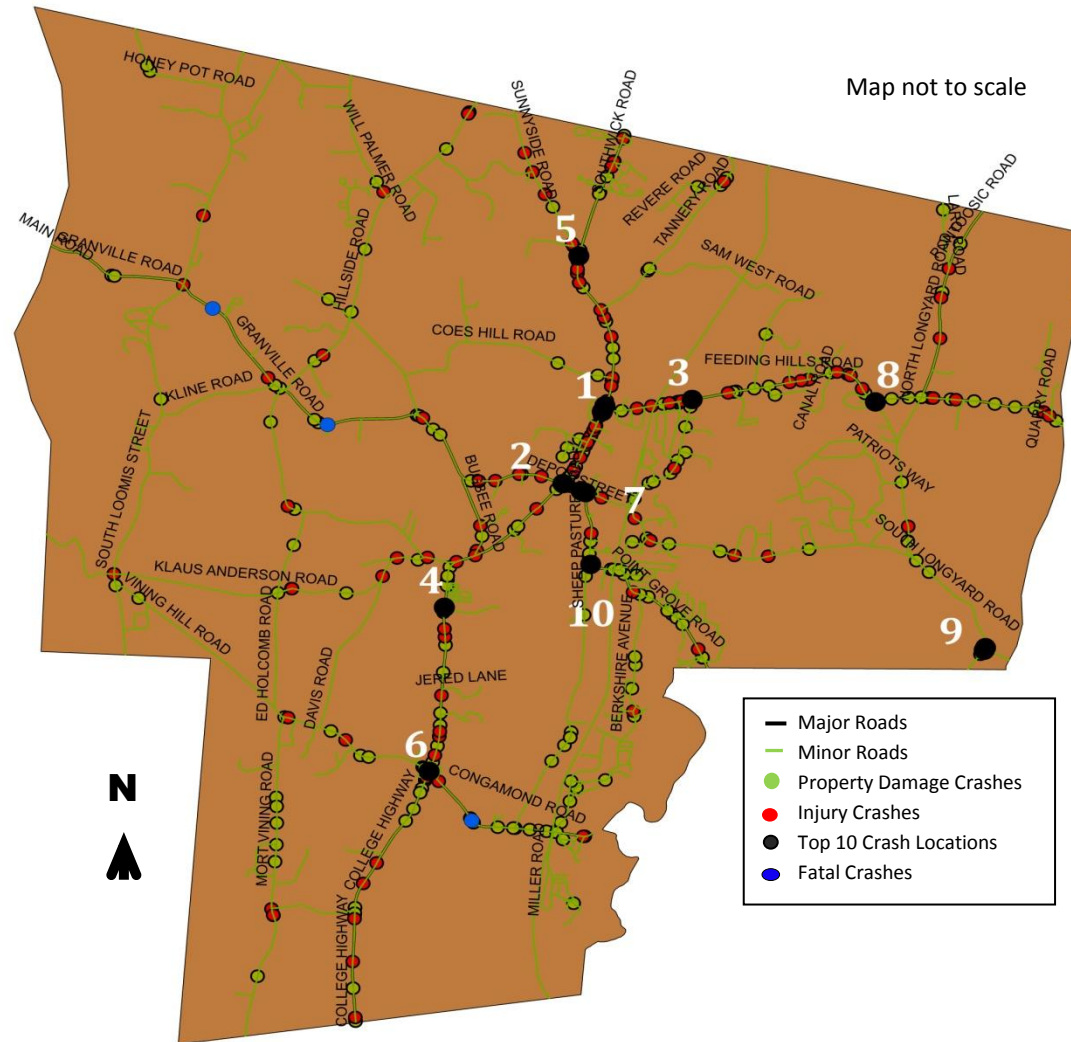 HONEY POT ROAD
Map not to scale
WILL PALMER ROAD
SUNNYSIDE ROAD
SOUTHWICK ROAD
REVERE ROAD
TANNERY ROAD
MAIN ROAD
GRANVILLE ROAD
HILLSIDE ROAD
5
SAM WEST ROAD
NORTH LONGYARD ROAD
GRANVILLE ROAD
COES HILL ROAD
FEEDING HILLS ROAD
KLINE ROAD
1
3
8
CANAL ROAD
QUARRY ROAD
PATRIOTS WAY
SOUTH LOOMIS STREET
2
DEPOT STREET
7
BUGBEE ROAD
SHEEP PASTURE
SOUTH LONGYARD ROAD
KLAUS ANDERSON ROAD
4
POINT GROVE ROAD
10
VINING HILL ROAD
ED HOLCOMB ROAD
DAVIS ROAD
JERED LANE
BERKSHIRE AVENUE
9
6
CONGAMOND ROAD
MORT VINING ROAD
COLLEGE HIGHWAY
MILLER ROAD
COLLEGE HIGHWAY
N
Major Roads
Minor Roads
Property Damage Crashes
Injury Crashes
Top 10 Crash Locations
Fatal Crashes